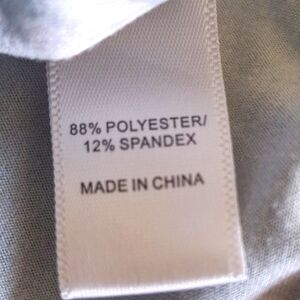 88% POLYESTER/
12% SPANDEX
MADE IN CHINA